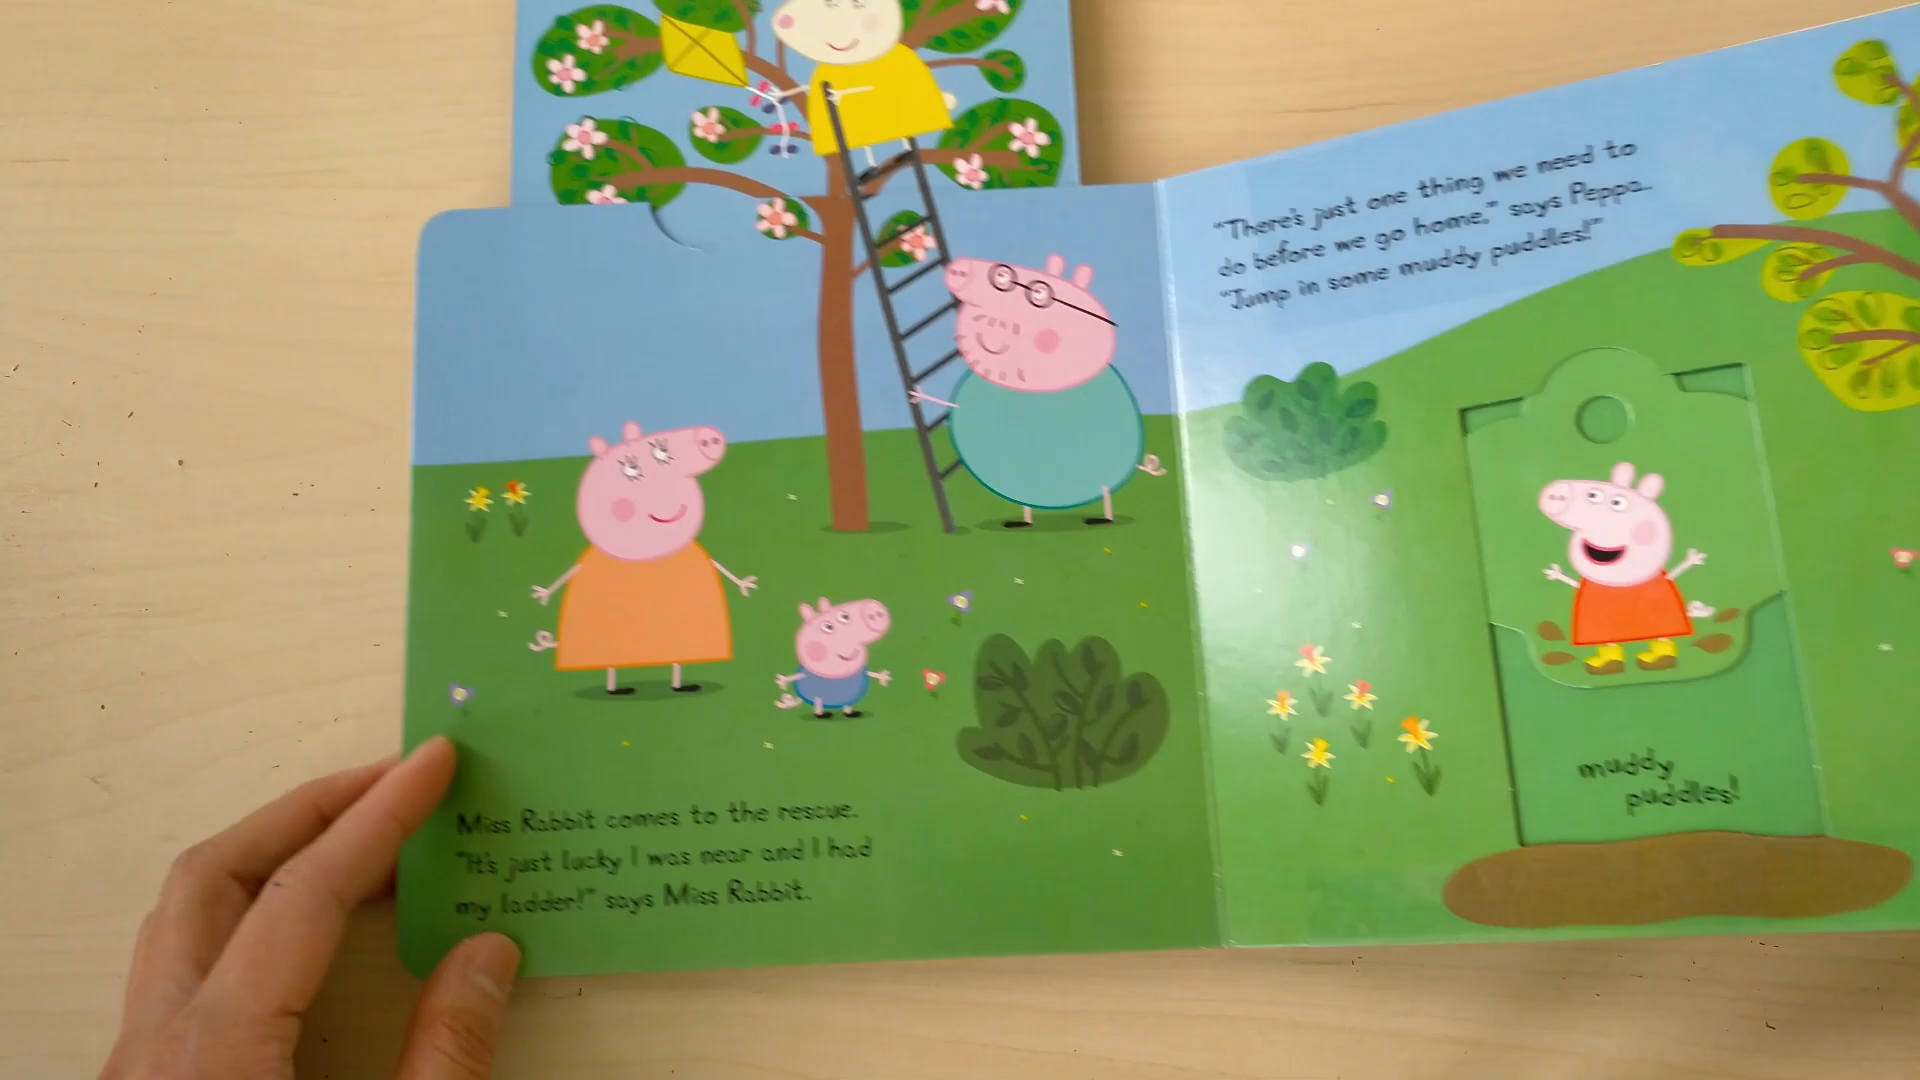 Miss Rabbit comes to the rescue.
"It's just lucky I was near and I had
my ladder!" says Miss Rabbit.
"There's just one thing we need to
do before we go home," says Peppa.
"Jump in some muddy puddles!"
muddy
puddles!